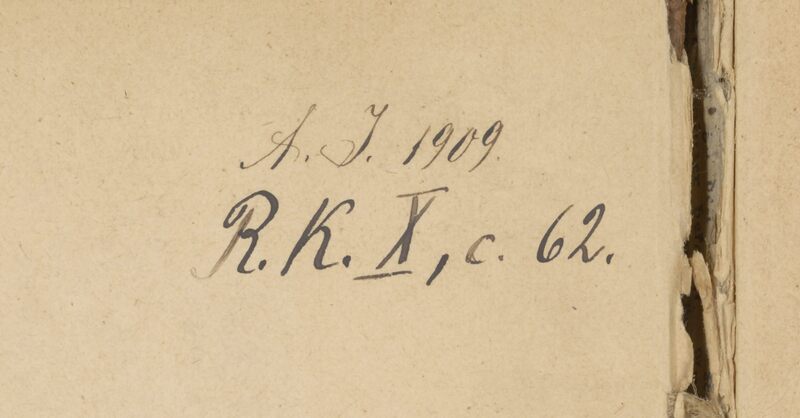 A. J. 1909.
R. K. X, c. 62.